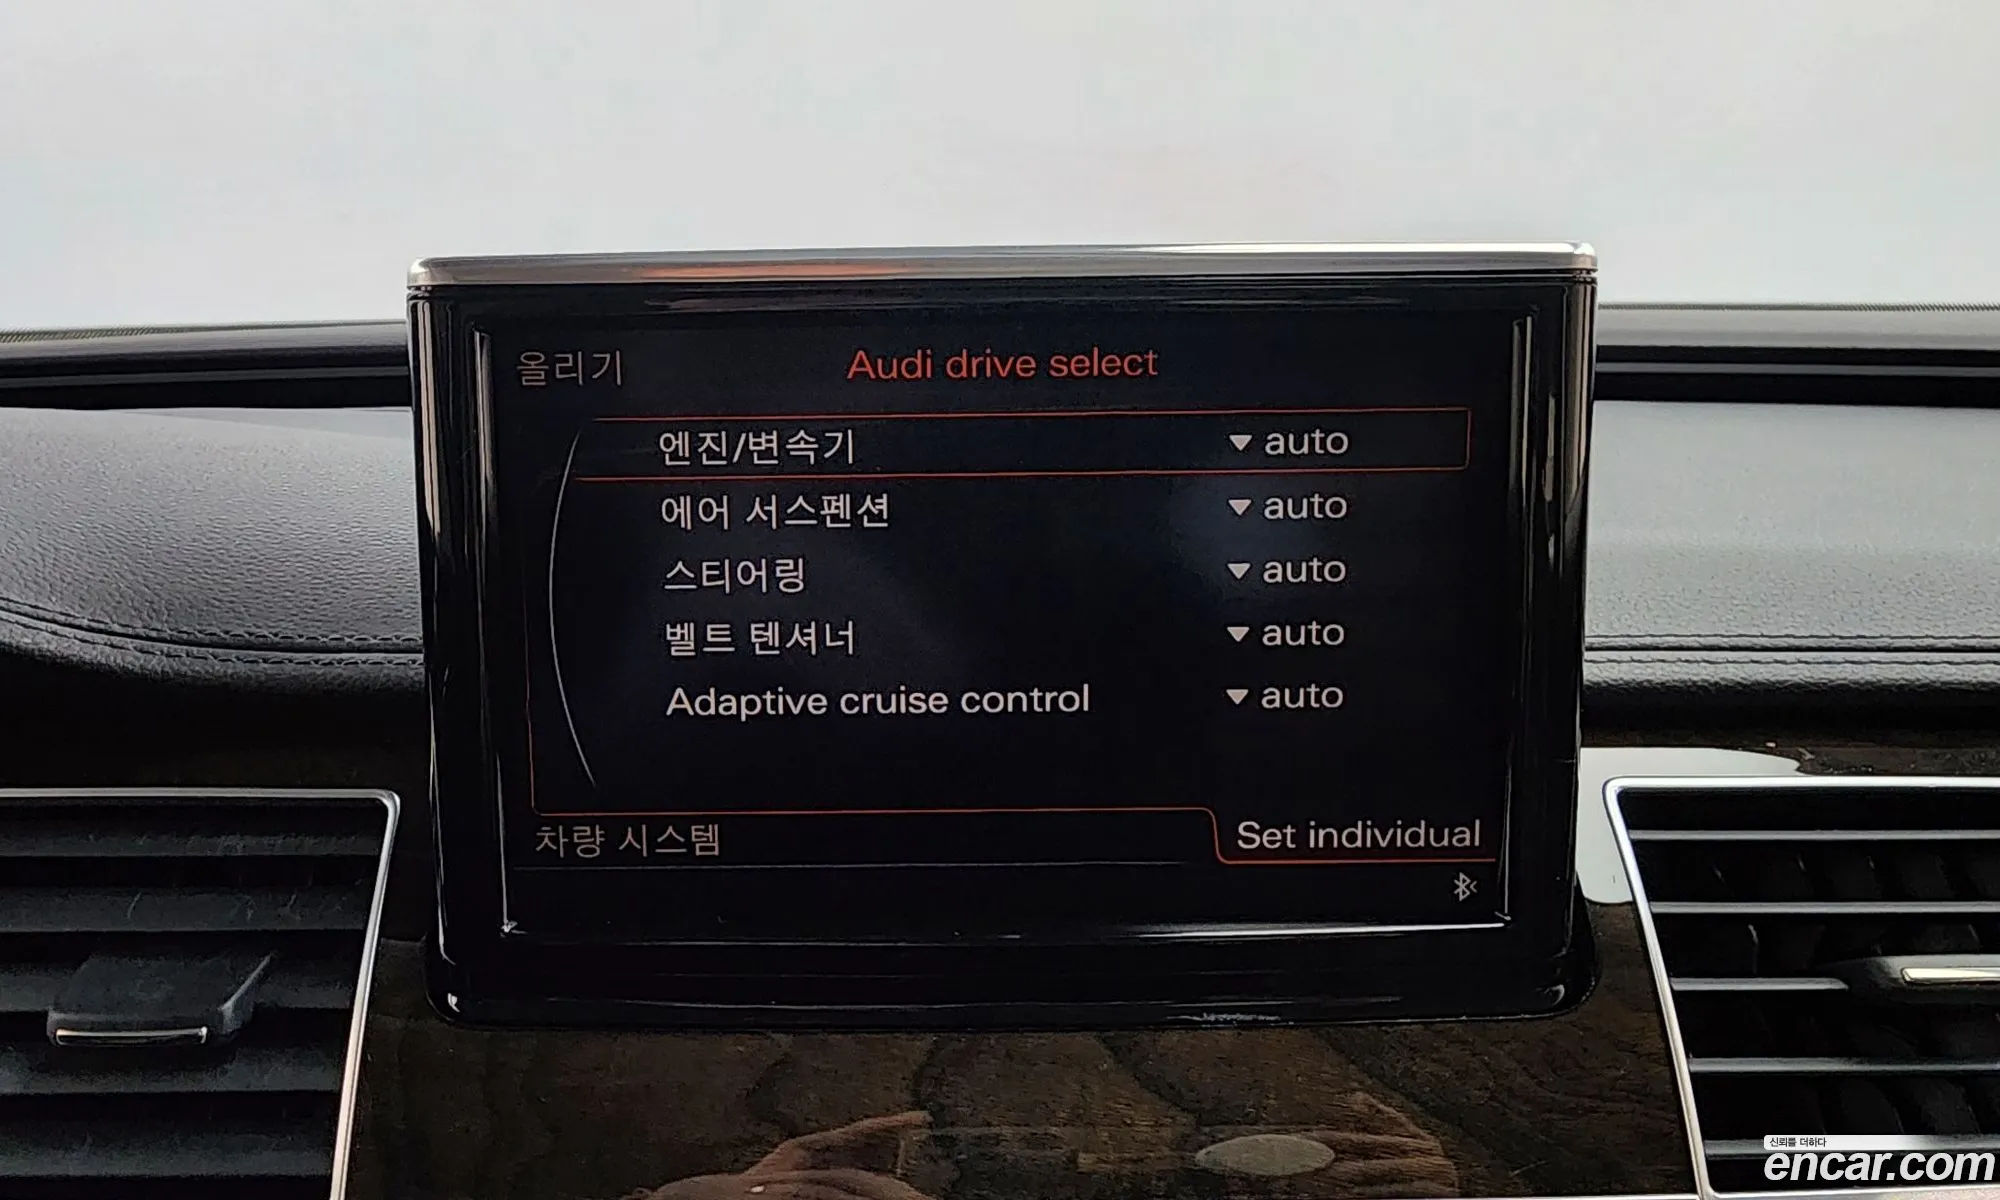 올리기 Audi drive select
엔진/변속기 ▼ auto
에어 서스펜션 ▼ auto
스티어링 ▼ auto
벨트 텐셔너 ▼ auto
Adaptive cruise control ▼ auto
차량 시스템 Set individual
신뢰를 더하다
encar.com